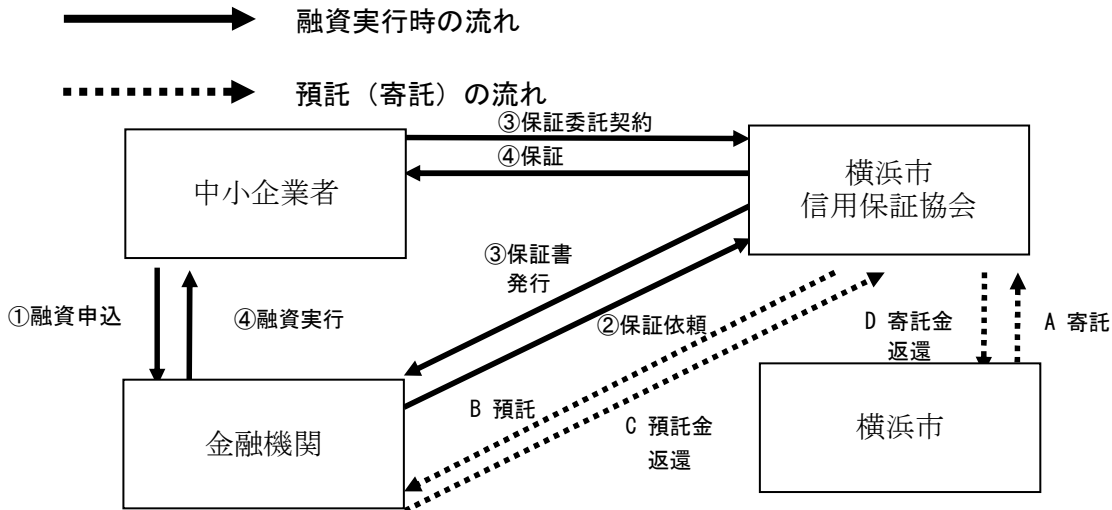 融資実行時の流れ
預託（寄託）の流れ
③保証委託契約
④保証
中小企業者
横浜市
信用保証協会
③保証書
発行
①融資申込
④融資実行
②保証依頼
D 寄託金
返還
A 寄託
B 預託
C 預託金
返還
金融機関
横浜市